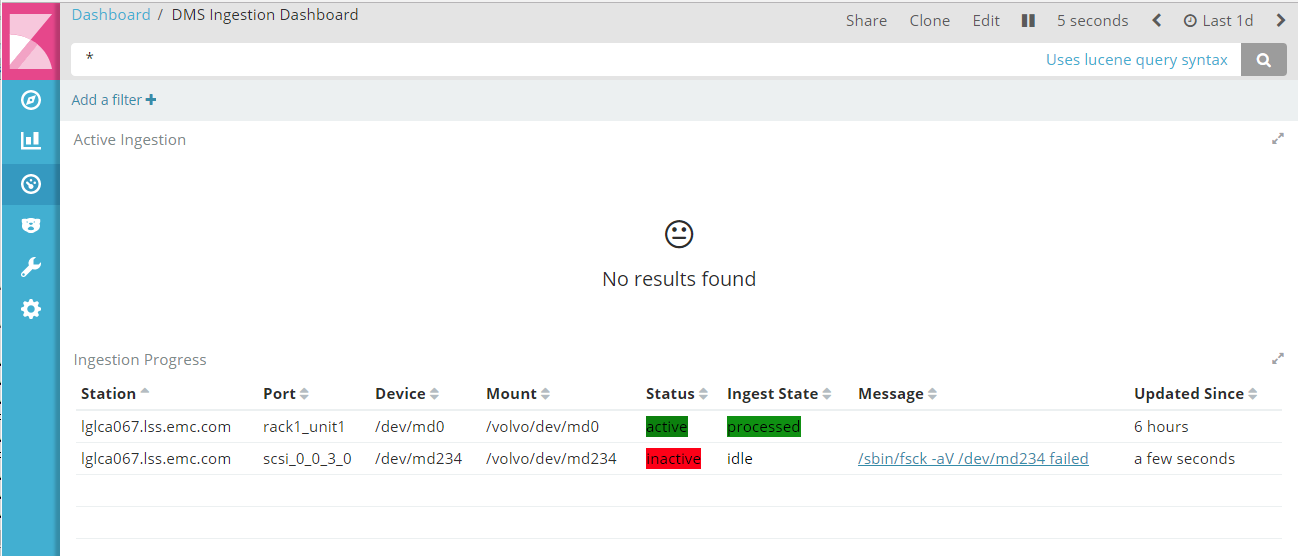 Dashboard / DMS Ingestion Dashboard Share Clone Edit 5 seconds Last 1d
* Uses lucene query syntax
Add a filter
Active Ingestion
No results found
Ingestion Progress
Station Port Device Mount Status Ingest State Message Updated Since
lglca067.lss.emc.com rack1_unit1 /dev/md0 /volvo/dev/md0 active processed 6 hours
lglca067.lss.emc.com scsi_0_0_3_0 /dev/md234 /volvo/dev/md234 inactive idle /sbin/fsck -aV /dev/md234 failed a few seconds